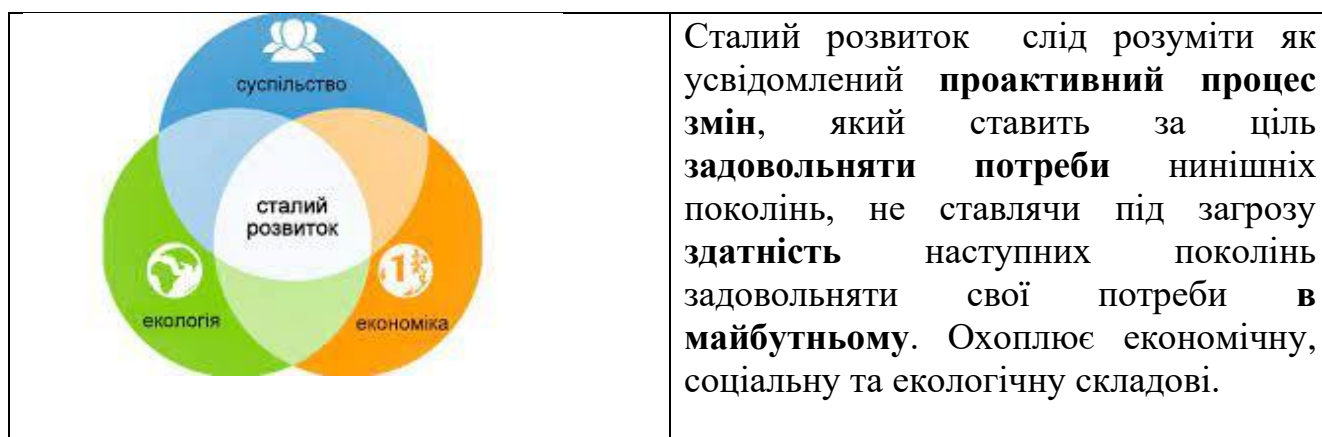 суспільство
сталий
розвиток
екологія
1
економіка
Сталий розвиток слід розуміти як
усвідомлений проактивний процес
змін, який ставить за ціль
задовольняти потреби нинішніх
поколінь, не ставлячи під загрозу
здатність наступних поколінь
задовольняти свої потреби в
майбутньому. Охоплює економічну,
соціальну та екологічну складові.